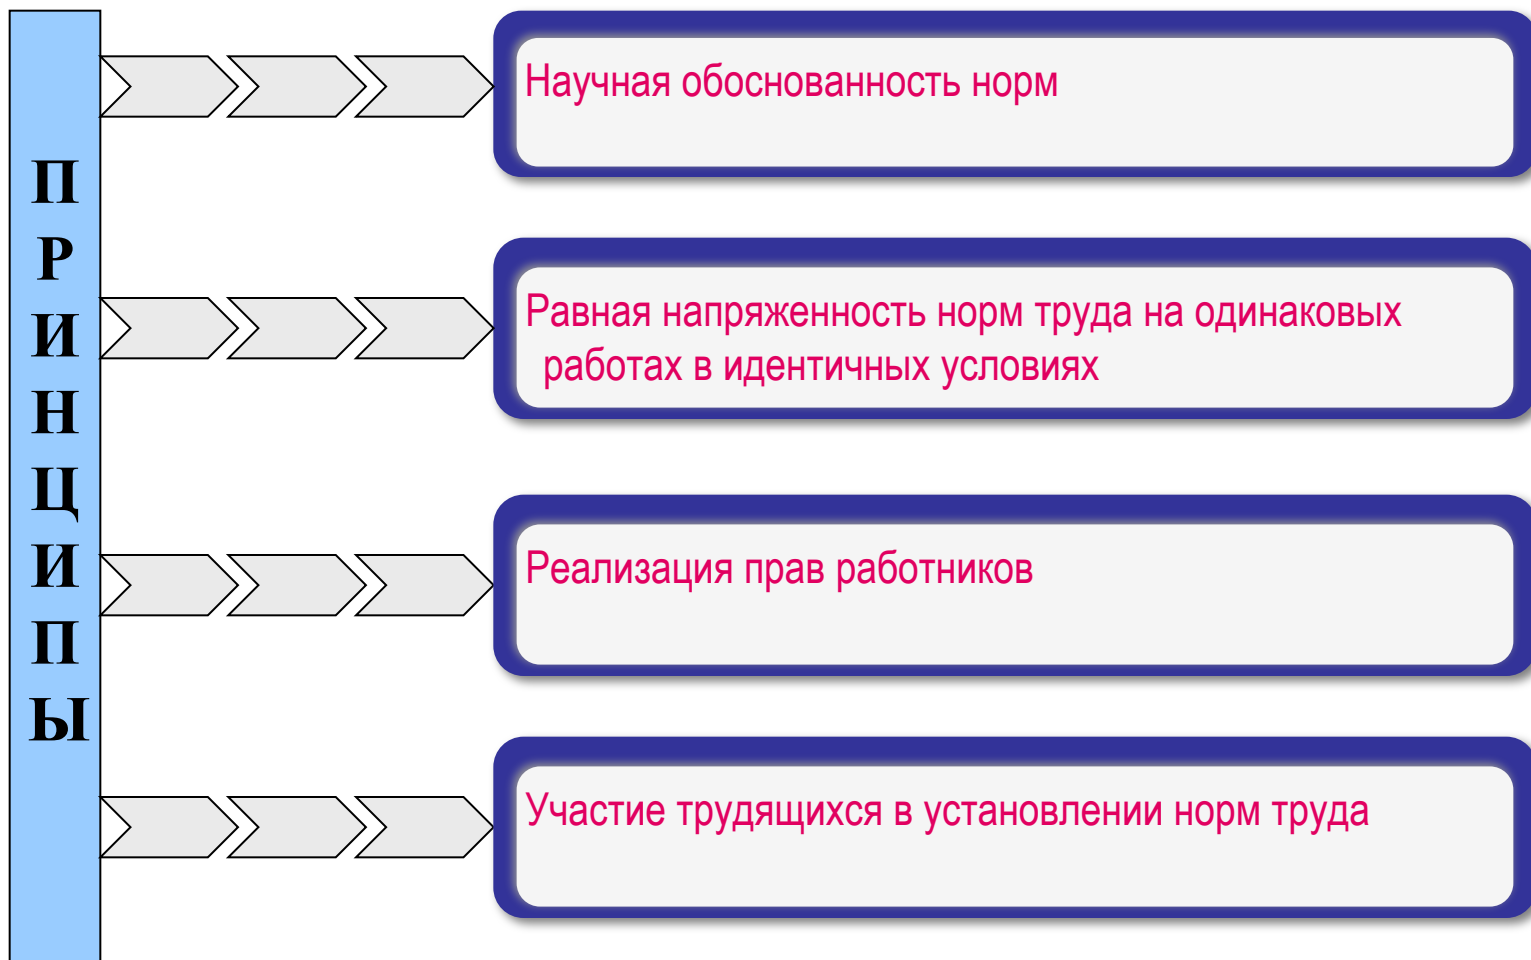 ПРИНЦИПЫ
Научная обоснованность норм
Равная напряженность норм труда на одинаковых
работах в идентичных условиях
Реализация прав работников
Участие трудящихся в установлении норм труда